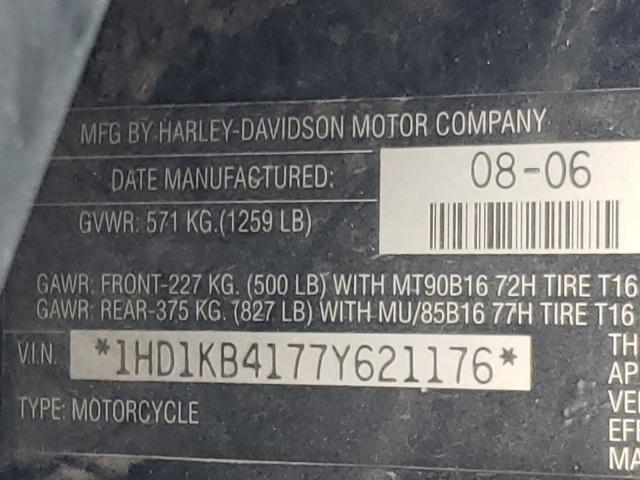 MFG BY HARLEY-DAVIDSON MOTOR COMPANY
DATE MANUFACTURED: 08-06
GVWR: 571 KG.(1259 LB)
GAWR: FRONT-227 KG. (500 LB) WITH MT90B16 72H TIRE T16
GAWR: REAR-375 KG. (827 LB) WITH MU/85B16 77H TIRE T16
V.I.N. *1HD1KB4177Y621176* TH
AP
VE
TYPE: MOTORCYCLE
EFF
MAN